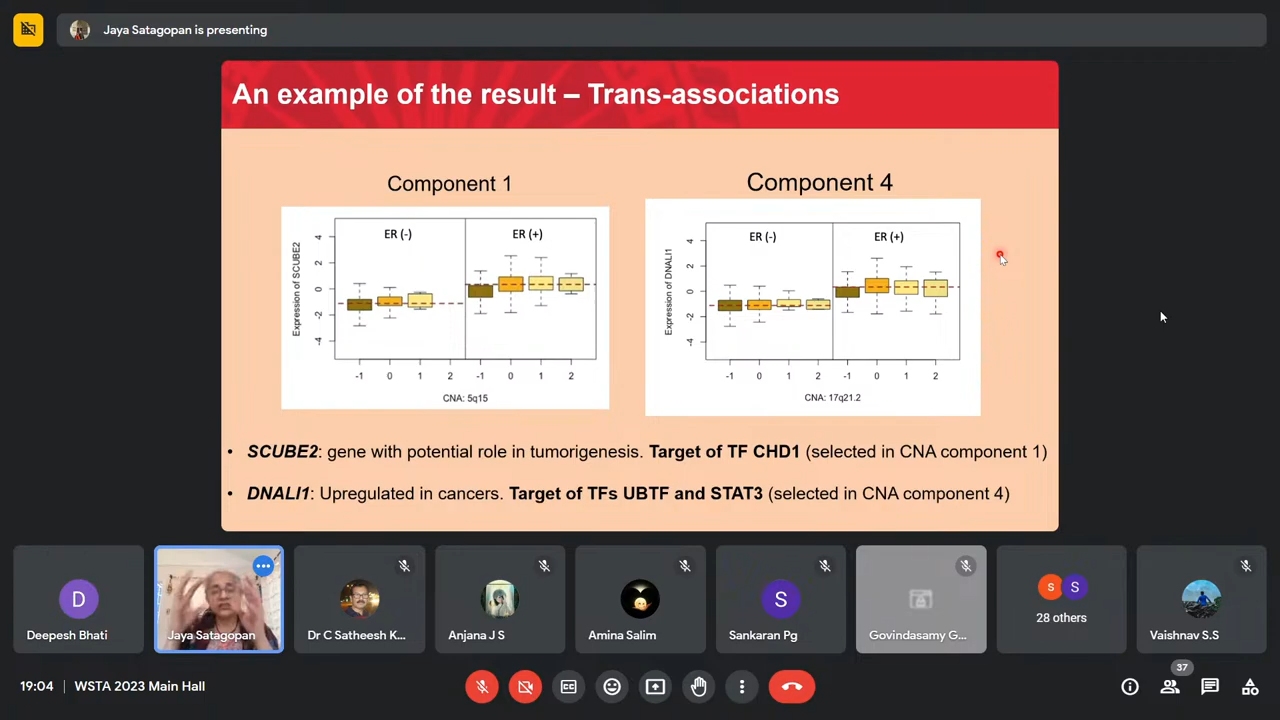 Jaya Satagopan is presenting
An example of the result – Trans-associations
Component 1
Component 4
Expression of SCUBE2
4
2
0
-2
-4
ER (-)
ER (+)
-1 0 1 2 -1 0 1 2
CNA: 5q15
Expression of DNALI1
4
2
0
-2
-4
ER (-)
ER (+)
-1 0 1 2 -1 0 1 2
CNA: 17q21.2
• SCUBE2: gene with potential role in tumorigenesis. Target of TF CHD1 (selected in CNA component 1)
• DNALI1: Upregulated in cancers. Target of TFs UBTF and STAT3 (selected in CNA component 4)
D
S
S S
Deepesh Bhati
Jaya Satagopan
Dr C Satheesh K...
Anjana J S
Amina Salim
Sankaran Pg
Govindasamy G...
28 others
Vaishnav S.S
19:04 | WSTA 2023 Main Hall
CC
37